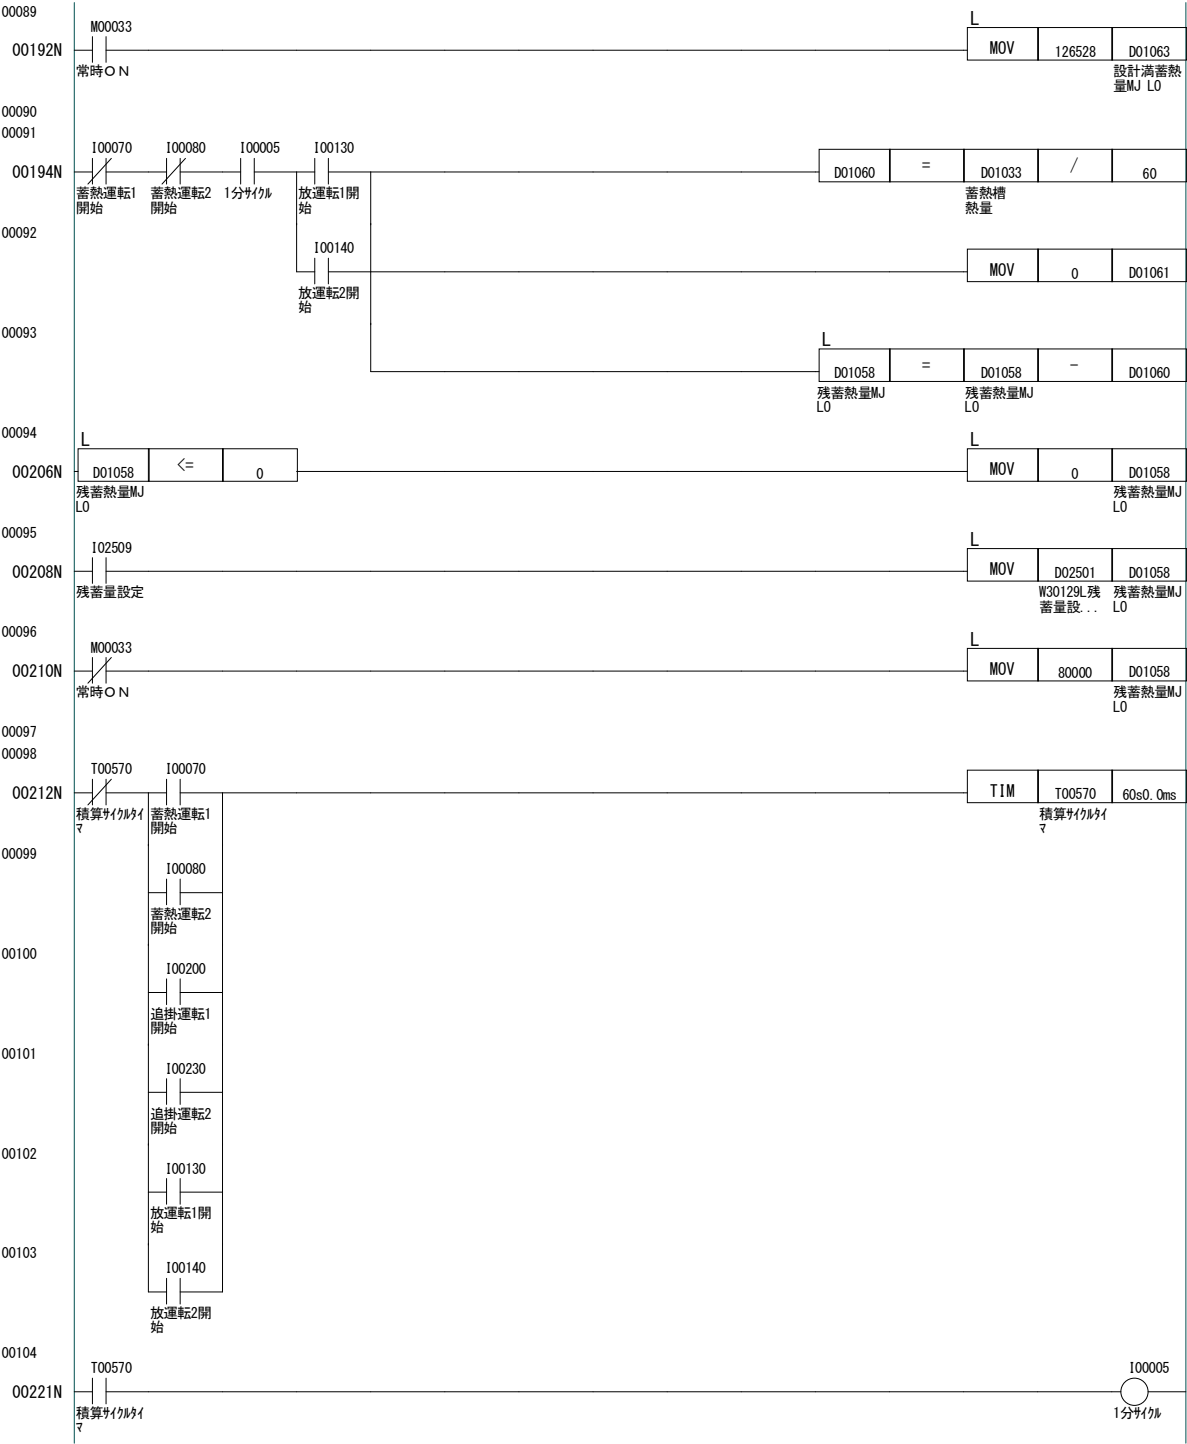 00089
M00033
L
00192N
MOV 126528 D01063
常時ON
設計満蓄熱
量MJ LO
00090
00091
I00070 I00080 I00005 I00130
00194N
D01060 = D01033 / 60
蓄熱運転1
開始
蓄熱運転2
開始
1分ｻｲｸﾙ
放運転1開
始
蓄熱槽
熱量
00092
I00140
MOV 0 D01061
放運転2開
始
00093
L
D01058 = D01058 - D01060
残蓄熱量MJ
LO
残蓄熱量MJ
LO
00094
L
L
00206N
D01058 <= 0
MOV 0 D01058
残蓄熱量MJ
LO
残蓄熱量MJ
LO
00095
I02509
L
00208N
MOV D02501 D01058
残蓄量設定
W30129L残
蓄量設...
残蓄熱量MJ
LO
00096
M00033
L
00210N
MOV 80000 D01058
常時ON
残蓄熱量MJ
LO
00097
00098
T00570 I00070
00212N
TIM T00570 60s0.0ms
積算ｻｲｸﾙﾀｲ
ﾏ
蓄熱運転1
開始
積算ｻｲｸﾙﾀｲ
ﾏ
00099
I00080
蓄熱運転2
開始
00100
I00200
追掛運転1
開始
00101
I00230
追掛運転2
開始
00102
I00130
放運転1開
始
00103
I00140
放運転2開
始
00104
T00570
I00005
00221N
積算ｻｲｸﾙﾀｲ
ﾏ
1分ｻｲｸﾙ